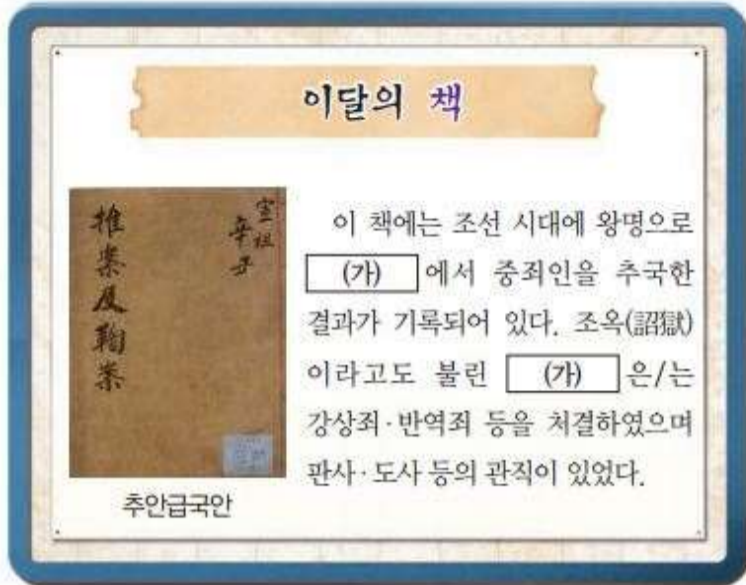 이달의 책
推案及鞫案
宣祖
辛丑
이 책에는 조선 시대에 왕명으로
(가) 에서 중죄인을 추국한
결과가 기록되어 있다. 조옥(詔獄)
이라고도 불린 (가) 은/는
강상죄·반역죄 등을 처결하였으며
판사·도사 등의 관직이 있었다.
추안급국안